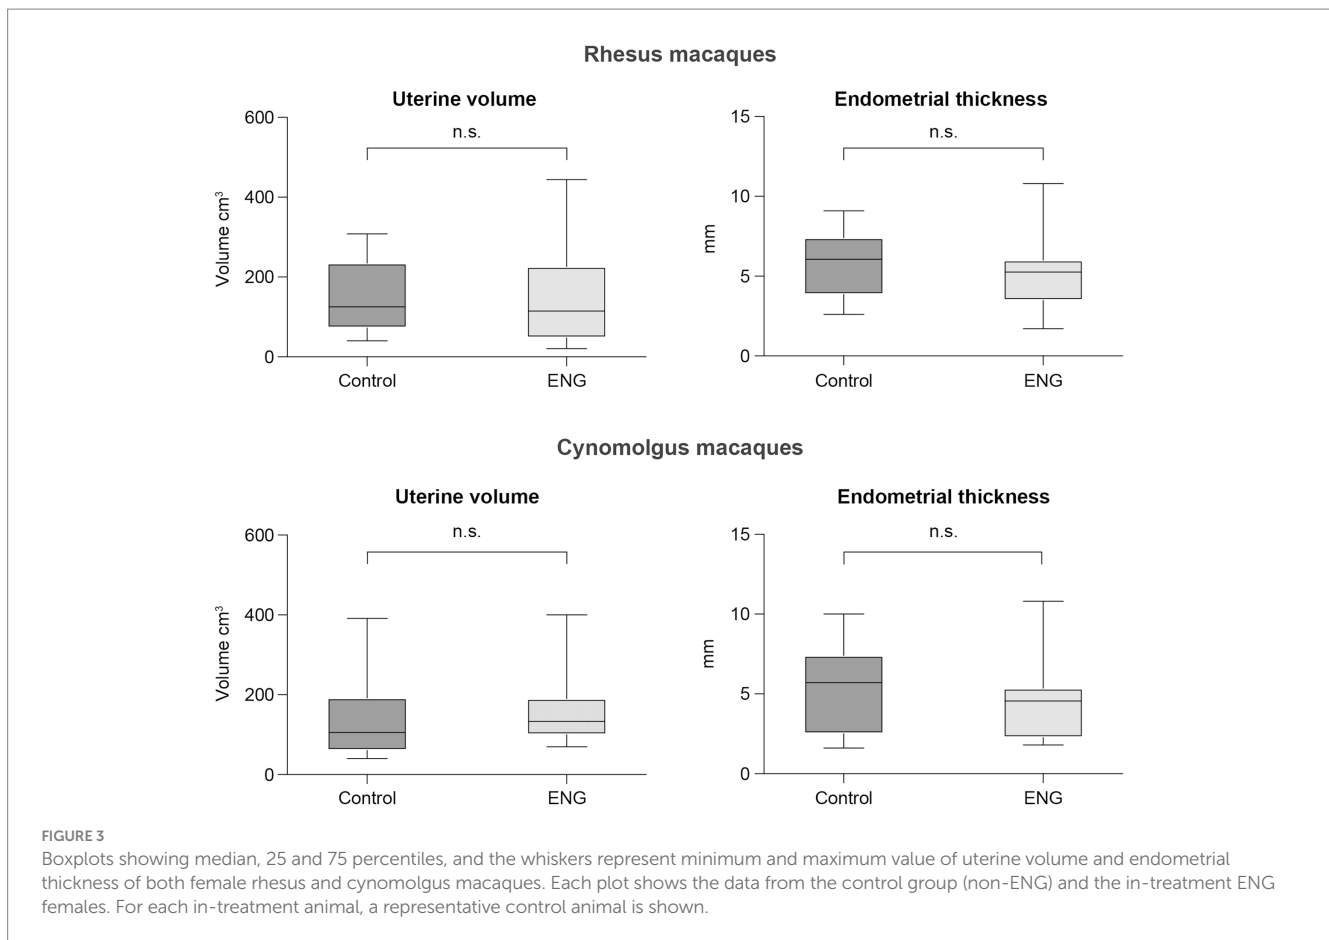 Rhesus macaques
Uterine volume
Endometrial thickness
600
400
200
0
Volume cm³
n.s.
Control
ENG
15
10
5
0
mm
n.s.
Control
ENG
Cynomolgus macaques
Uterine volume
Endometrial thickness
600
400
200
0
Volume cm³
n.s.
Control
ENG
15
10
5
0
mm
n.s.
Control
ENG
FIGURE 3
Boxplots showing median, 25 and 75 percentiles, and the whiskers represent minimum and maximum value of uterine volume and endometrial
thickness of both female rhesus and cynomolgus macaques. Each plot shows the data from the control group (non-ENG) and the in-treatment ENG
females. For each in-treatment animal, a representative control animal is shown.